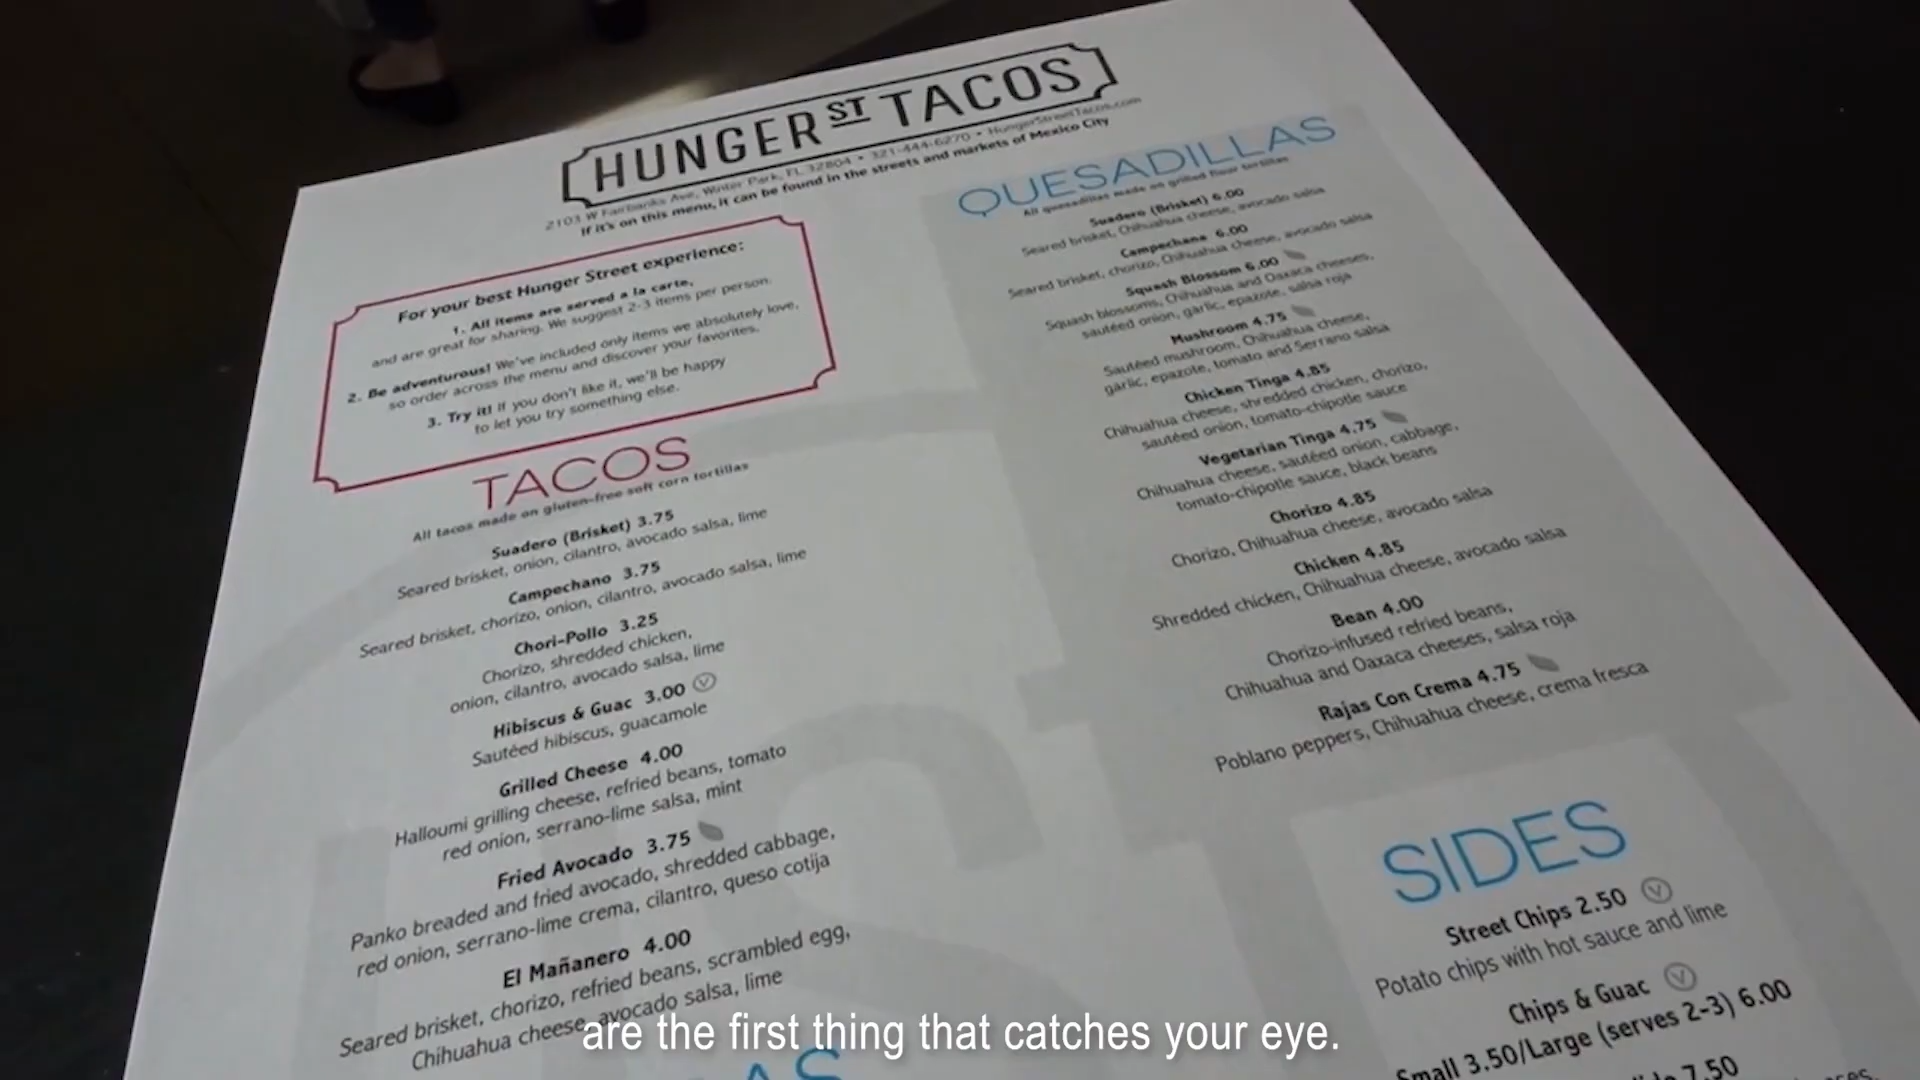 HUNGER ST TACOS
2103 W Fairbanks Ave, Winter Park, FL 32804 • 321-444-6270 • HungerStreetTacos.com
If it's on this menu, it can be found in the streets and markets of Mexico City
For your best Hunger Street experience:
1. All items are served a la carte,
and are great for sharing. We suggest 2-3 items per person.
2. Be adventurous! We've included only items we absolutely love,
so order across the menu and discover your favorites.
3. Try it! If you don't like it, we'll be happy
to let you try something else.
TACOS
All tacos made on gluten-free soft corn tortillas
Suadero (Brisket) 3.75
Seared brisket, onion, cilantro, avocado salsa, lime
Campechano 3.75
Seared brisket, chorizo, onion, cilantro, avocado salsa, lime
Chori-Pollo 3.25
Chorizo, shredded chicken,
onion, cilantro, avocado salsa, lime
Hibiscus & Guac 3.00 V
Sautéed hibiscus, guacamole
Grilled Cheese 4.00
Halloumi grilling cheese, refried beans, tomato
red onion, serrano-lime salsa, mint
Fried Avocado 3.75
Panko breaded and fried avocado, shredded cabbage,
red onion, serrano-lime crema, cilantro, queso cotija
El Mañanero 4.00
Seared brisket, chorizo, refried beans, scrambled egg,
Chihuahua cheese, avocado salsa, lime
QUESADILLAS
All quesadillas made on grilled flour tortillas
Suadero (Brisket) 6.00
Seared brisket, Chihuahua cheese, avocado salsa
Campechana 6.00
Seared brisket, chorizo, Chihuahua cheese, avocado salsa
Squash Blossom 6.00
Squash blossoms, Chihuahua and Oaxaca cheeses,
sautéed onion, garlic, epazote, salsa roja
Mushroom 4.75
Sautéed mushroom, Chihuahua cheese,
garlic, epazote, tomato and Serrano salsa
Chicken Tinga 4.85
Chihuahua cheese, shredded chicken, chorizo,
sautéed onion, tomato-chipotle sauce
Vegetarian Tinga 4.75
Chihuahua cheese, sautéed onion, cabbage,
tomato-chipotle sauce, black beans
Chorizo 4.85
Chorizo, Chihuahua cheese, avocado salsa
Chicken 4.85
Shredded chicken, Chihuahua cheese, avocado salsa
Bean 4.00
Chorizo-infused refried beans,
Chihuahua and Oaxaca cheeses, salsa roja
Rajas Con Crema 4.75
Poblano peppers, Chihuahua cheese, crema fresca
SIDES
Street Chips 2.50 V
Potato chips with hot sauce and lime
Chips & Guac V
Small 3.50/Large (serves 2-3) 6.00
7.50
are the first thing that catches your eye.